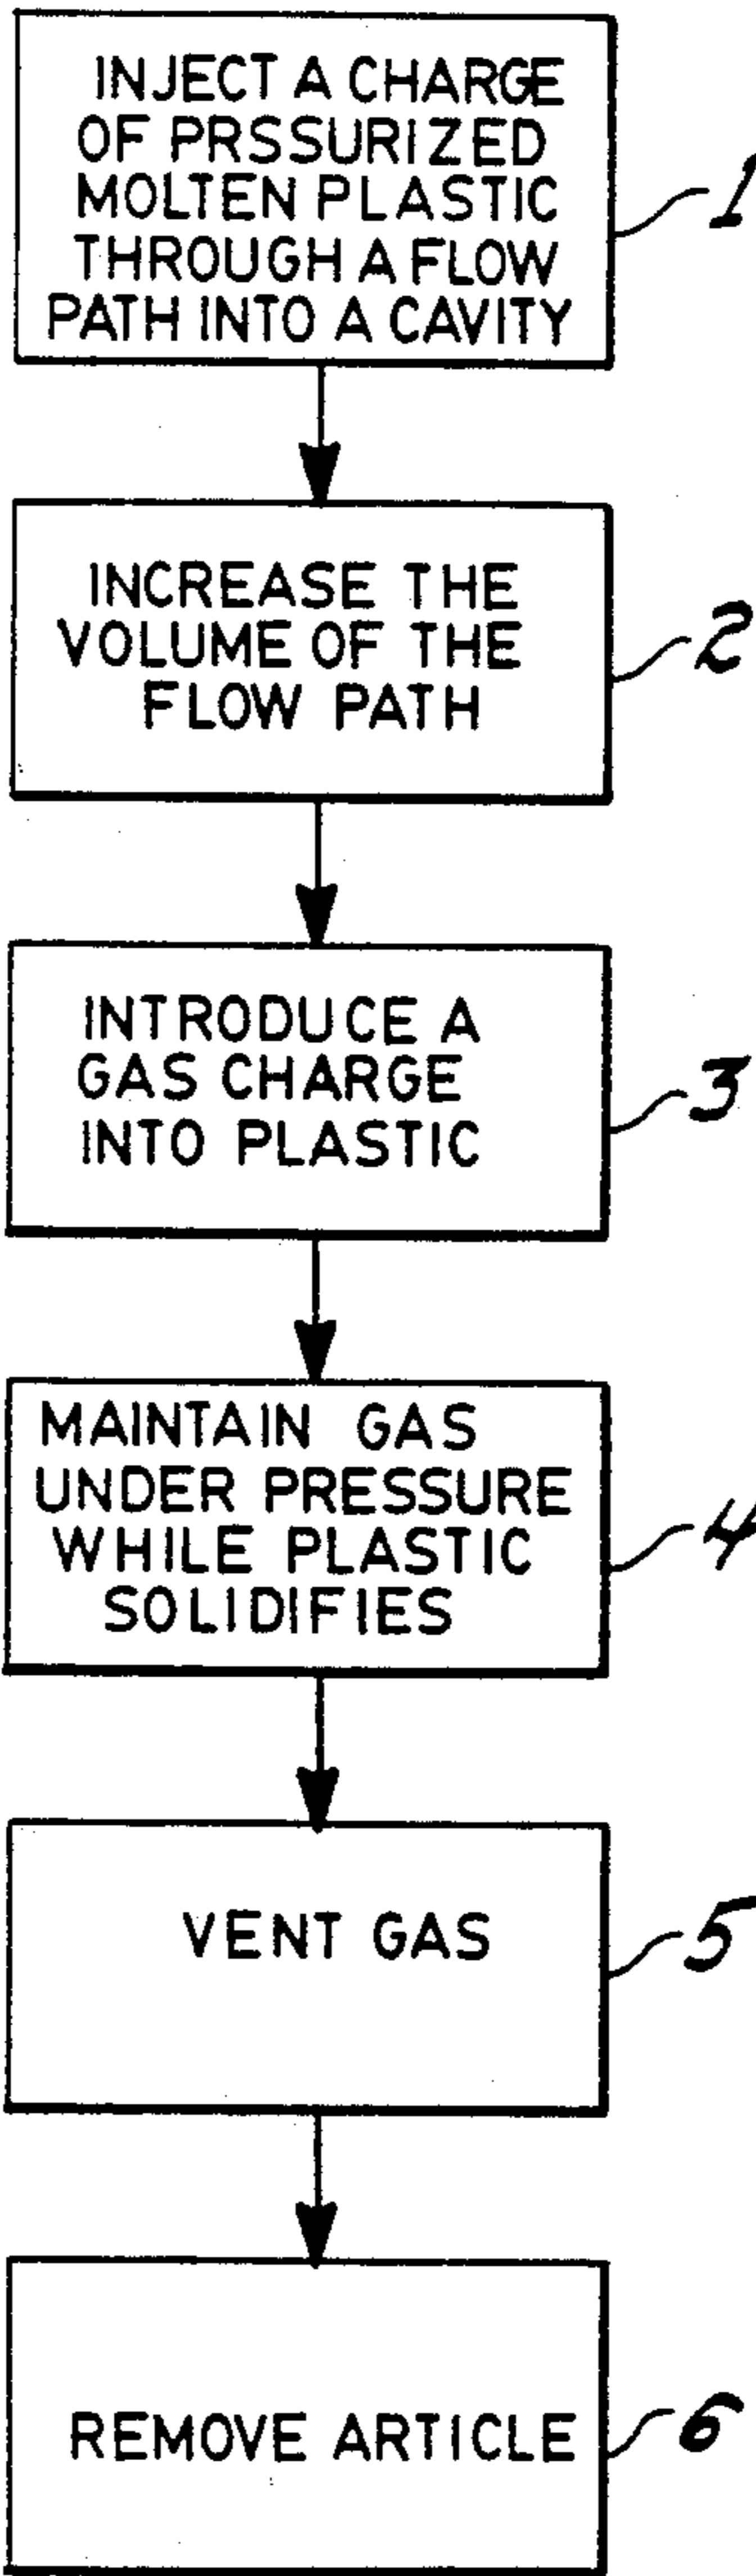 INJECT A CHARGE
OF PRSSURIZED
MOLTEN PLASTIC
THROUGH A FLOW
PATH INTO A CAVITY
1
INCREASE THE
VOLUME OF THE
FLOW PATH
2
INTRODUCE A
GAS CHARGE
INTO PLASTIC
3
MAINTAIN GAS
UNDER PRESSURE
WHILE PLASTIC
SOLIDIFIES
4
VENT GAS
5
REMOVE ARTICLE
6